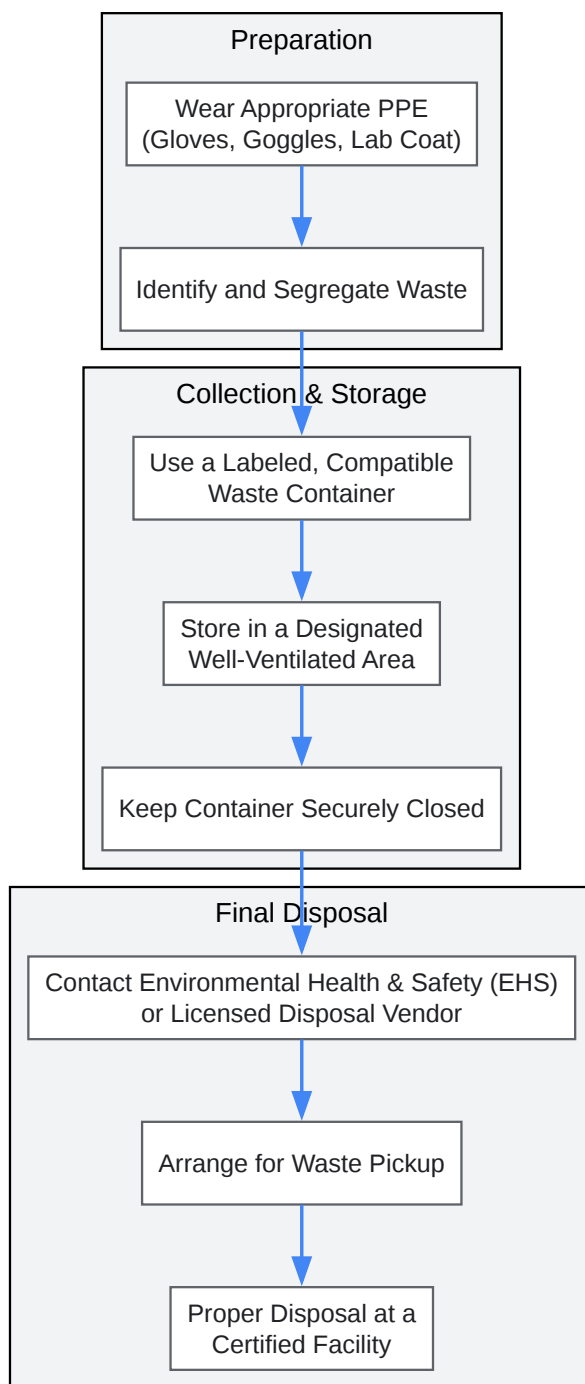 Preparation
Wear Appropriate PPE
(Gloves, Goggles, Lab Coat)
Identify and Segregate Waste
Collection & Storage
Use a Labeled, Compatible
Waste Container
Store in a Designated
Well-Ventilated Area
Keep Container Securely Closed
Final Disposal
Contact Environmental Health & Safety (EHS)
or Licensed Disposal Vendor
Arrange for Waste Pickup
Proper Disposal at a
Certified Facility